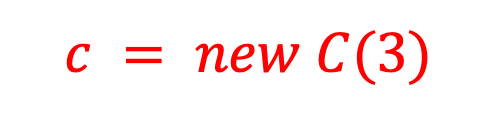 c = new C(3)